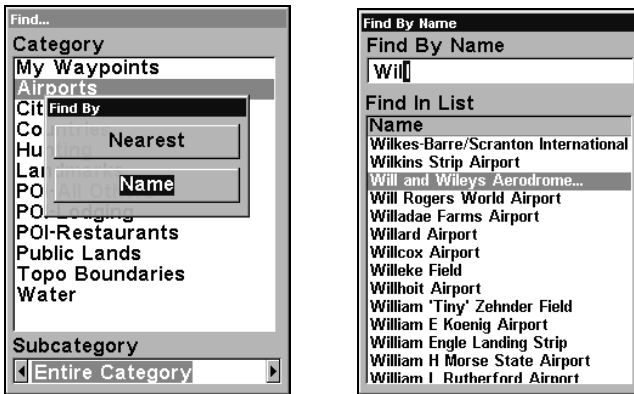 Find...
Category
My Waypoints
Airports
Cit
Find By
Co
Nearest
Hu
La
Name
PO
POI-Lodging
POI-Restaurants
Public Lands
Topo Boundaries
Water
Subcategory
Entire Category
Find By Name
Find By Name
Wil
Find In List
Name
Wilkes-Barre/Scranton International
Wilkins Strip Airport
Will and Wileys Aerodrome...
Will Rogers World Airport
Willadae Farms Airport
Willard Airport
Willcox Airport
Willeke Field
Willhoit Airport
William 'Tiny' Zehnder Field
William E Koenig Airport
William Engle Landing Strip
William H Morse State Airport
William L Rutherford Airport